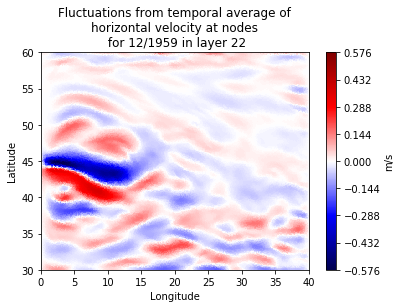 Fluctuations from temporal average of
horizontal velocity at nodes
for 12/1959 in layer 22
60
55
50
45
40
35
30
Latitude
0 5 10 15 20 25 30 35 40
Longitude
0.576
0.432
0.288
0.144
0.000
−0.144
−0.288
−0.432
−0.576
m/s